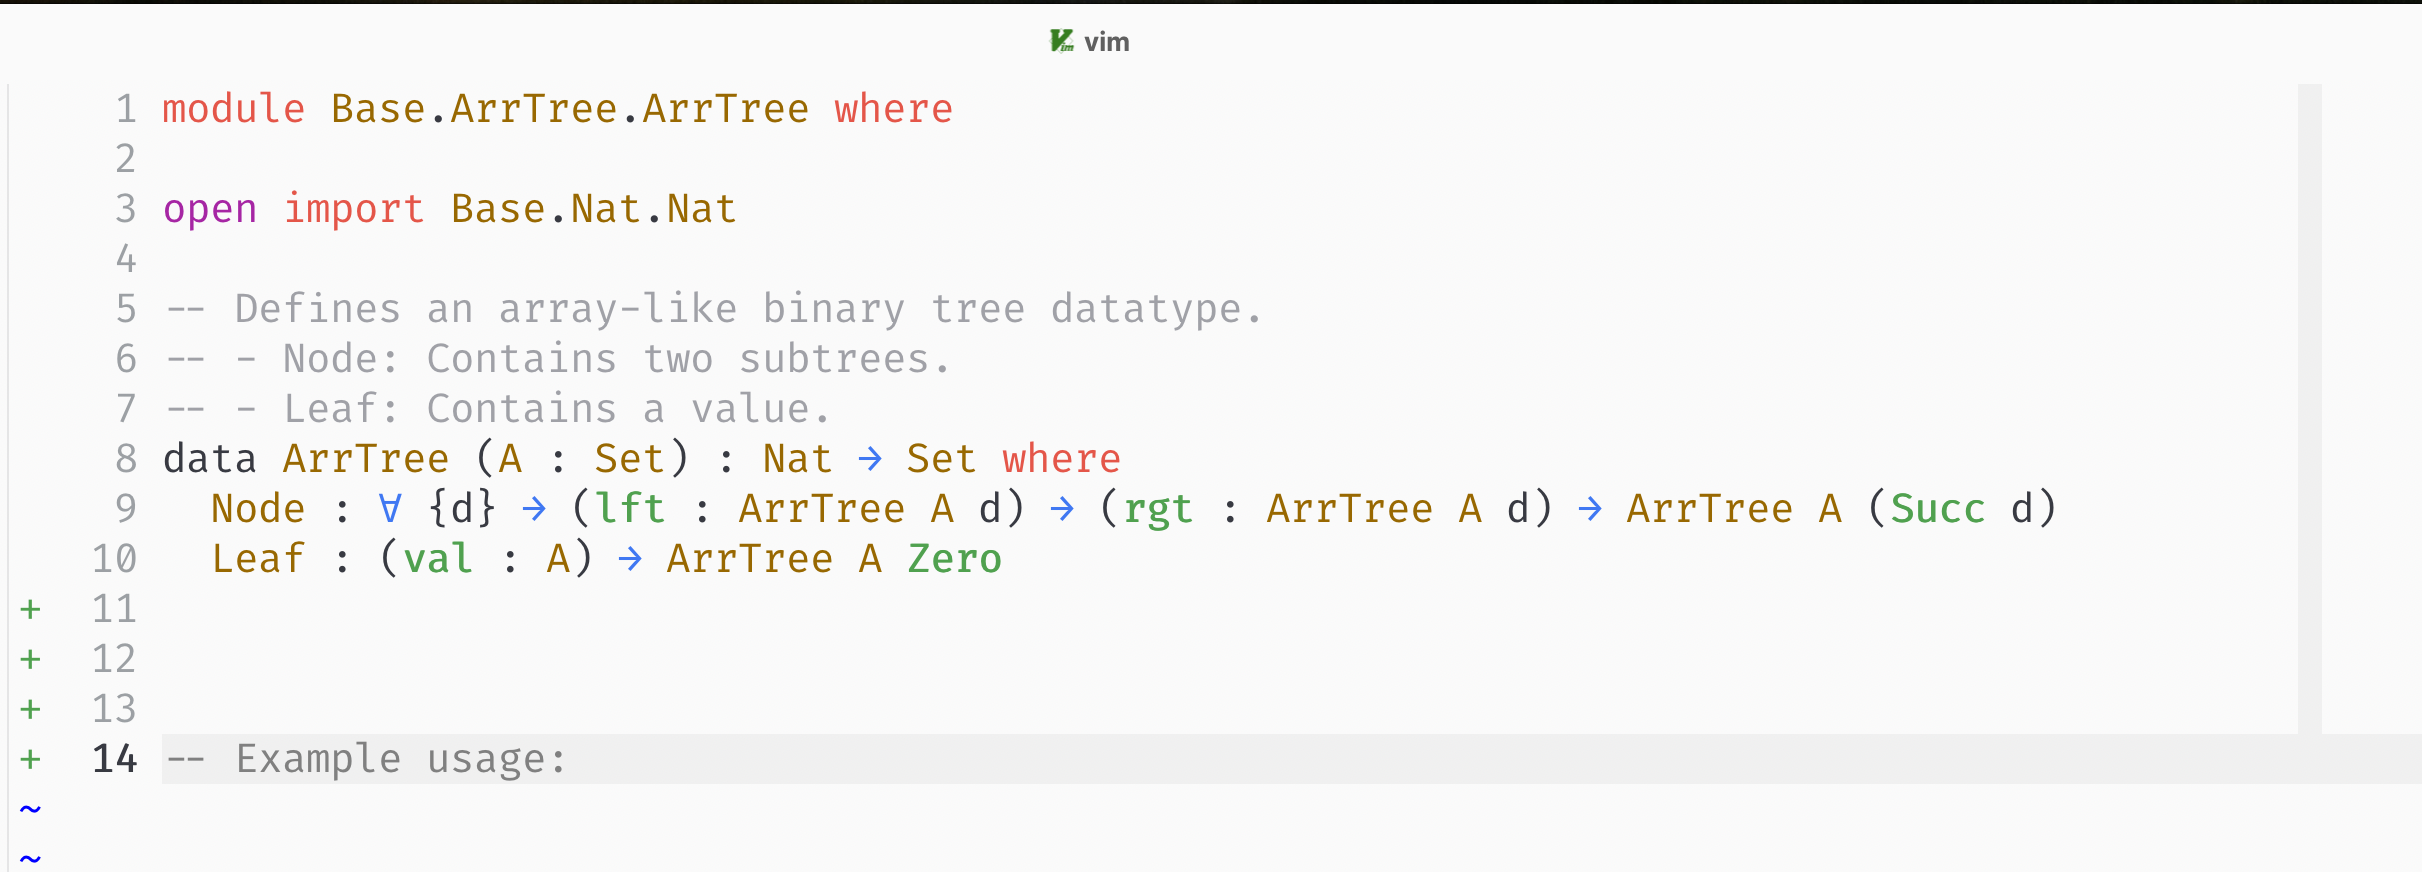 vim
1 module Base.ArrTree.ArrTree where
2
3 open import Base.Nat.Nat
4
5 -- Defines an array-like binary tree datatype.
6 -- - Node: Contains two subtrees.
7 -- - Leaf: Contains a value.
8 data ArrTree (A : Set) : Nat → Set where
9   Node : ∀ {d} → (lft : ArrTree A d) → (rgt : ArrTree A d) → ArrTree A (Succ d)
10   Leaf : (val : A) → ArrTree A Zero
+ 11
+ 12
+ 13
+ 14 -- Example usage:
~
~